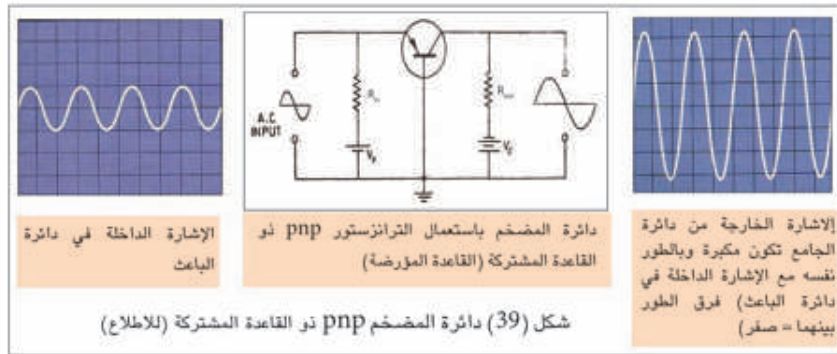 A.C
INPUT
Rin
VE
Rout
VC
الإشارة الداخلة في دائرة
الباعث
دائرة المضخم باستعمال الترانزستور pnp ذو
القاعدة المشتركة (القاعدة المؤرضة)
الإشارة الخارجة من دائرة
الجامع تكون مكبرة وبالطور
نفسه مع الإشارة الداخلة في
دائرة الباعث) فرق الطور
بينهما = صفر)
شكل (39) دائرة المضخم pnp ذو القاعدة المشتركة (للاطلاع)